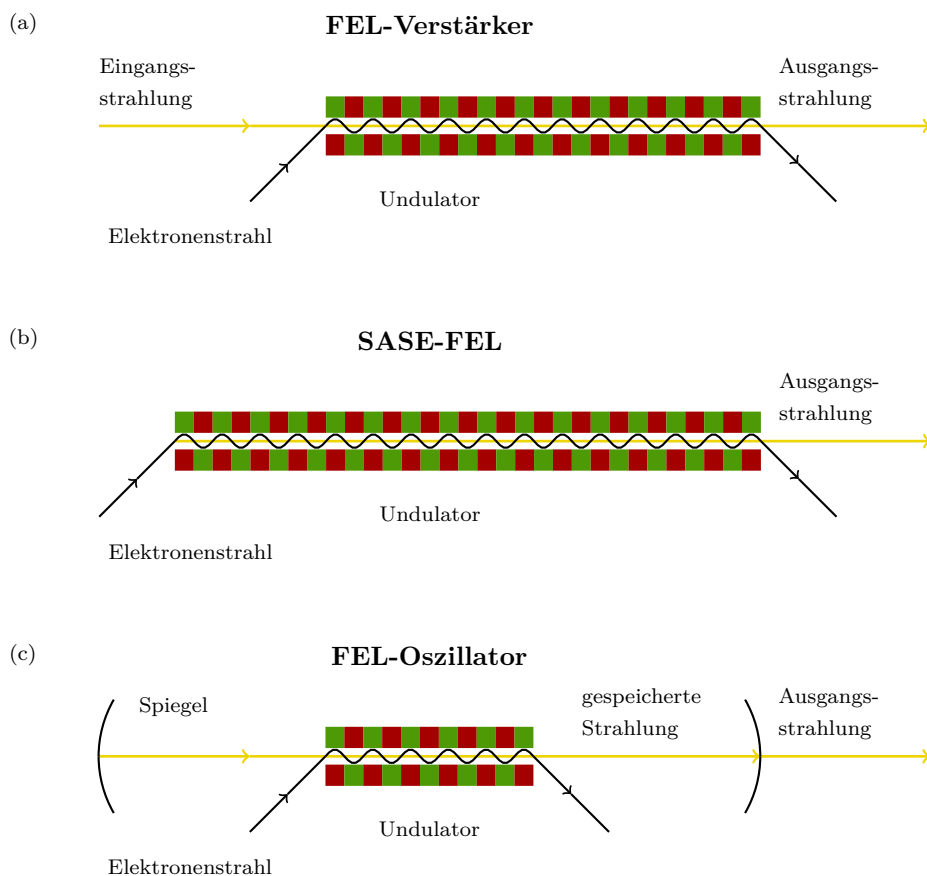 (a)
FEL-Verstärker
Eingangs-
strahlung
Ausgangs-
strahlung
Undulator
Elektronenstrahl
(b)
SASE-FEL
Ausgangs-
strahlung
Undulator
Elektronenstrahl
(c)
FEL-Oszillator
Spiegel
gespeicherte
Strahlung
Ausgangs-
strahlung
Undulator
Elektronenstrahl